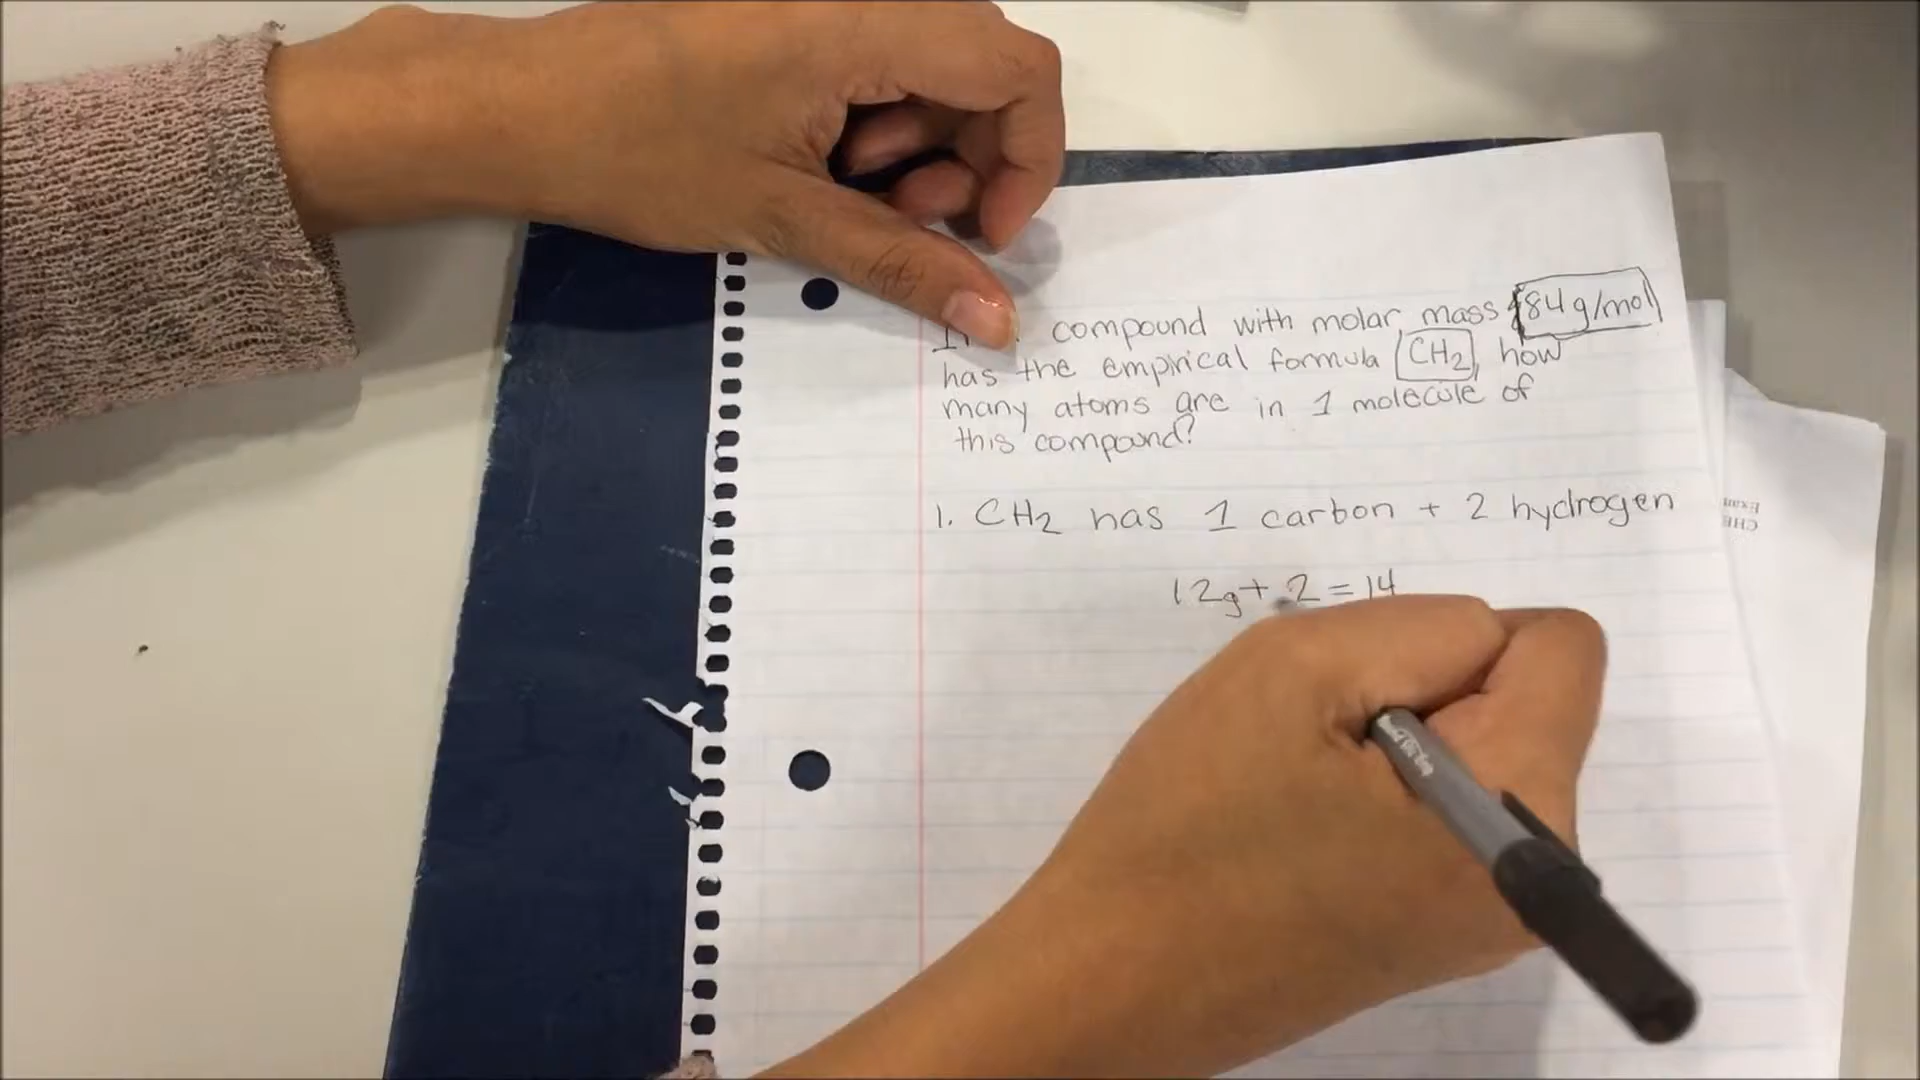 compound with molar mass 84g/mol
has the empirical formula CH2, how
many atoms are in 1 molecule of
this compound?
1. CH2 has 1 carbon + 2 hydrogen
12g+ 2 = 14